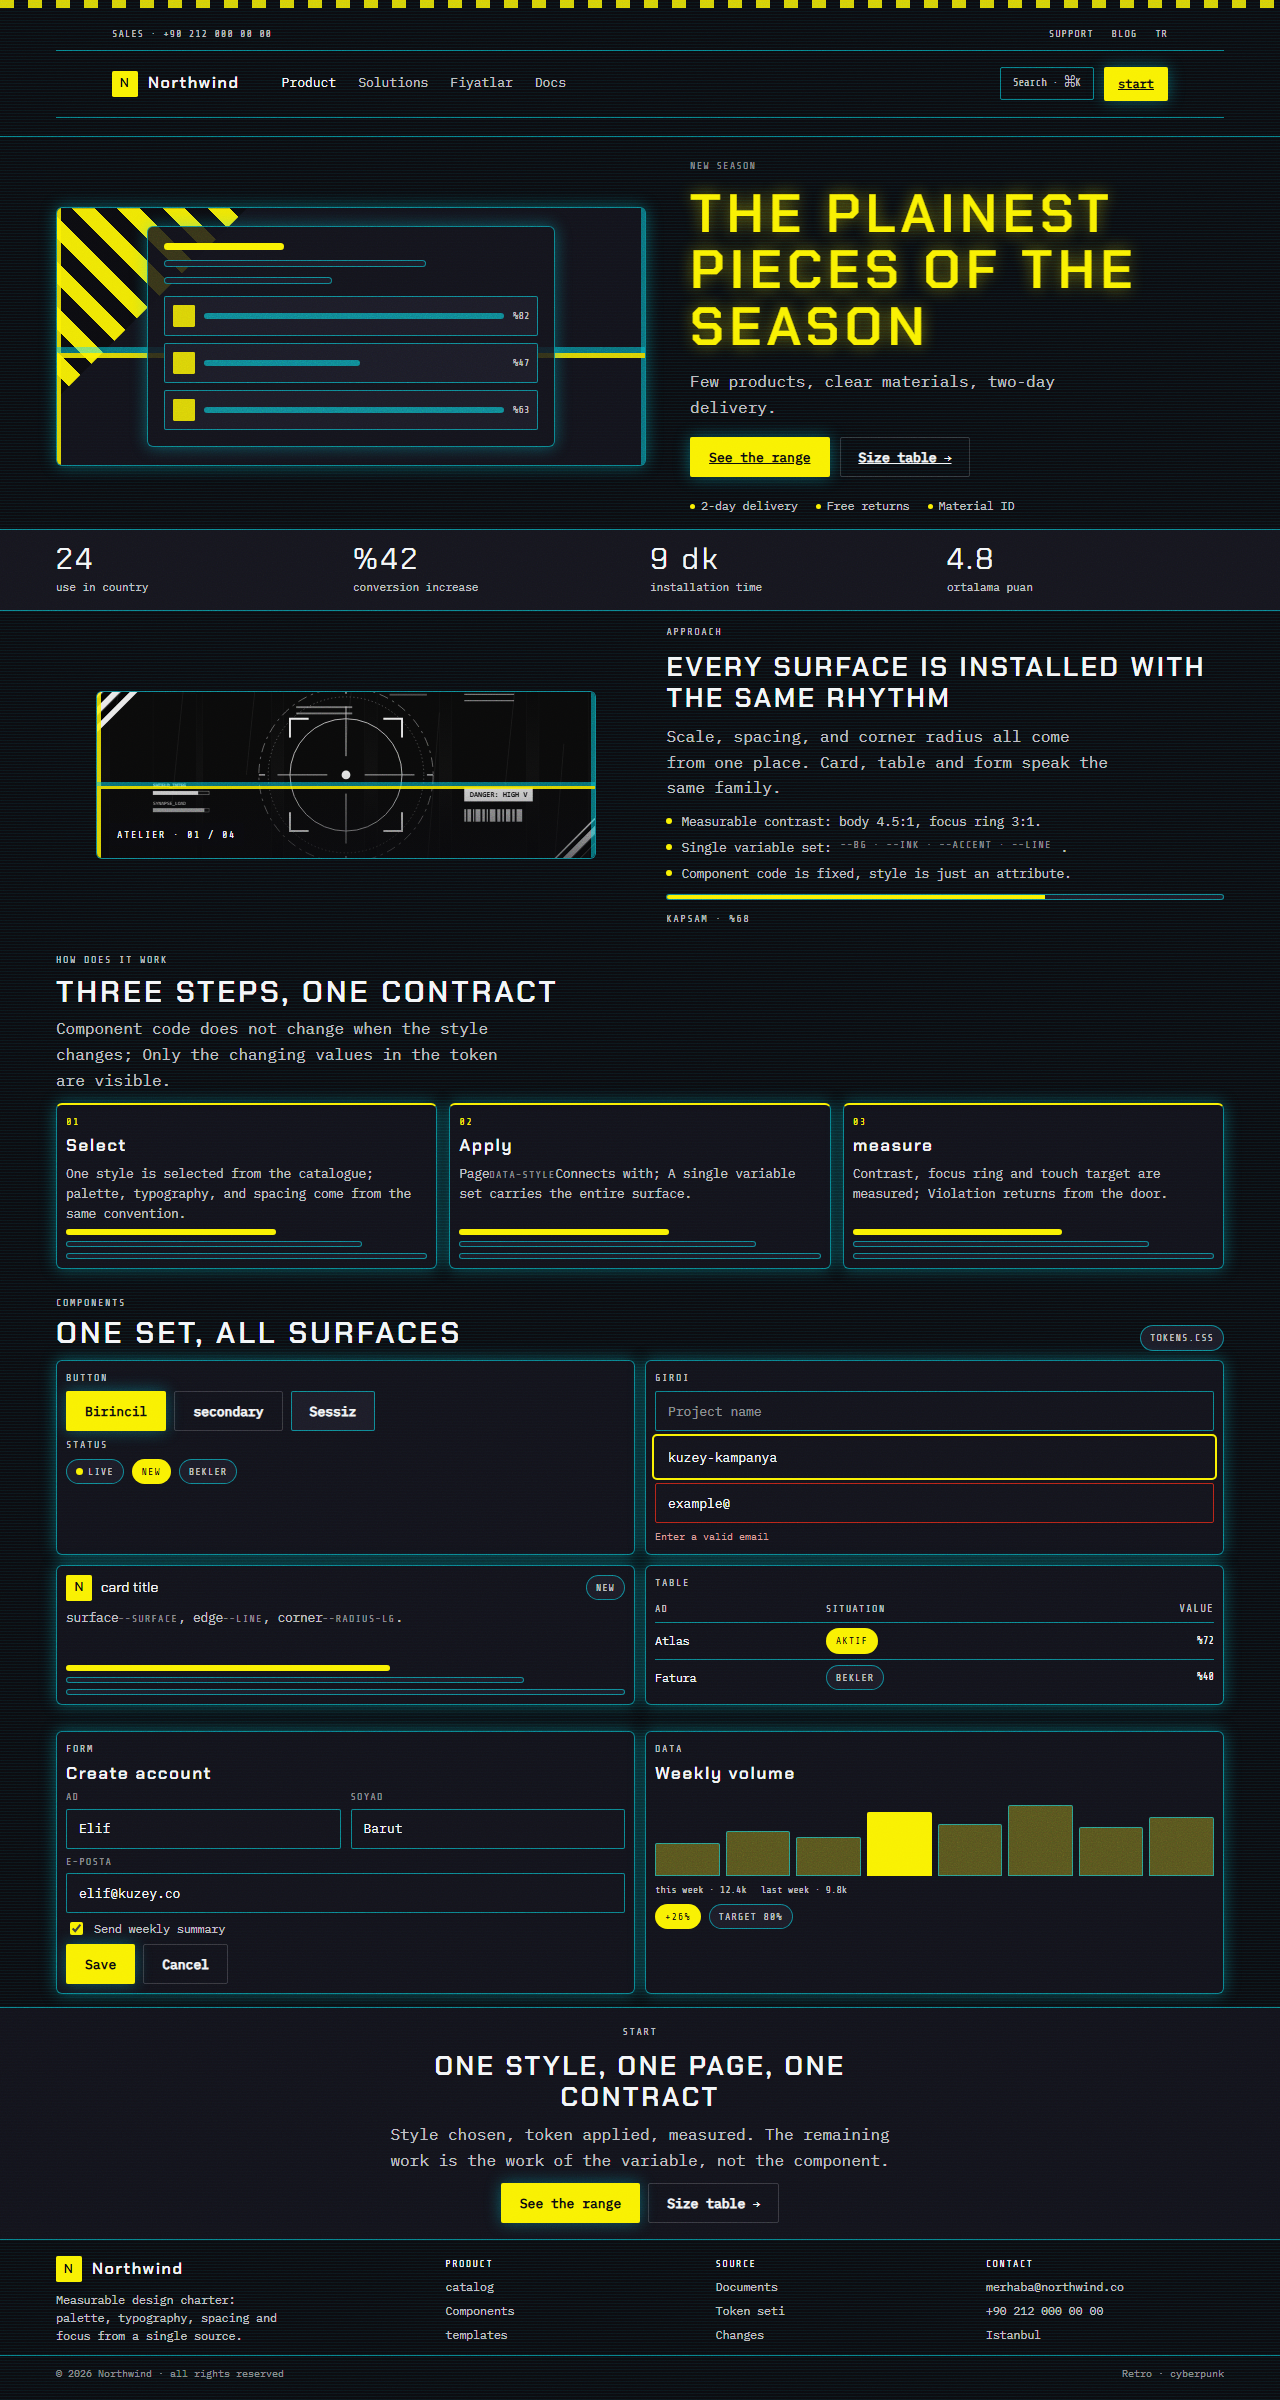 SALES · +90 212 000 00 00
SUPPORT BLOG TR
N Northwind Product Solutions Fiyatlar Docs Search · ⌘K start
NEW SEASON
THE PLAINEST
PIECES OF THE
SEASON
%82
%47
%63
Few products, clear materials, two-day
delivery.
See the range Size table →
2-day delivery Free returns Material ID
24 %42 9 dk 4.8
use in country conversion increase installation time ortalama puan
APPROACH
EVERY SURFACE IS INSTALLED WITH
THE SAME RHYTHM
Scale, spacing, and corner radius all come
from one place. Card, table and form speak the
same family.
SYNAPSE_LOAD
DANGER: HIGH V
ATELIER · 01 / 04
Measurable contrast: body 4.5:1, focus ring 3:1.
Single variable set: --BG · --INK · --ACCENT · --LINE .
Component code is fixed, style is just an attribute.
KAPSAM · %68
HOW DOES IT WORK
THREE STEPS, ONE CONTRACT
Component code does not change when the style
changes; Only the changing values in the token
are visible.
01
Select
One style is selected from the catalogue;
palette, typography, and spacing come from the
same convention.
02
Apply
PageDATA-STYLEConnects with; A single variable
set carries the entire surface.
03
measure
Contrast, focus ring and touch target are
measured; Violation returns from the door.
COMPONENTS
ONE SET, ALL SURFACES
TOKENS.CSS
BUTTON
Birincil secondary Sessiz
STATUS
LIVE NEW BEKLER
GIRDI
Project name
kuzey-kampanya
example@
Enter a valid email
N card title NEW
surface--SURFACE, edge--LINE, corner--RADIUS-LG.
TABLE
AD SITUATION VALUE
Atlas AKTIF %72
Fatura BEKLER %40
FORM
Create account
AD SOYAD
Elif Barut
E-POSTA
elif@kuzey.co
Send weekly summary
Save Cancel
DATA
Weekly volume
this week · 12.4k last week · 9.8k
+26% TARGET 80%
START
ONE STYLE, ONE PAGE, ONE
CONTRACT
Style chosen, token applied, measured. The remaining
work is the work of the variable, not the component.
See the range Size table →
N Northwind
Measurable design charter:
palette, typography, spacing and
focus from a single source.
PRODUCT
catalog
Components
templates
SOURCE
Documents
Token seti
Changes
CONTACT
merhaba@northwind.co
+90 212 000 00 00
Istanbul
© 2026 Northwind · all rights reserved
Retro · cyberpunk